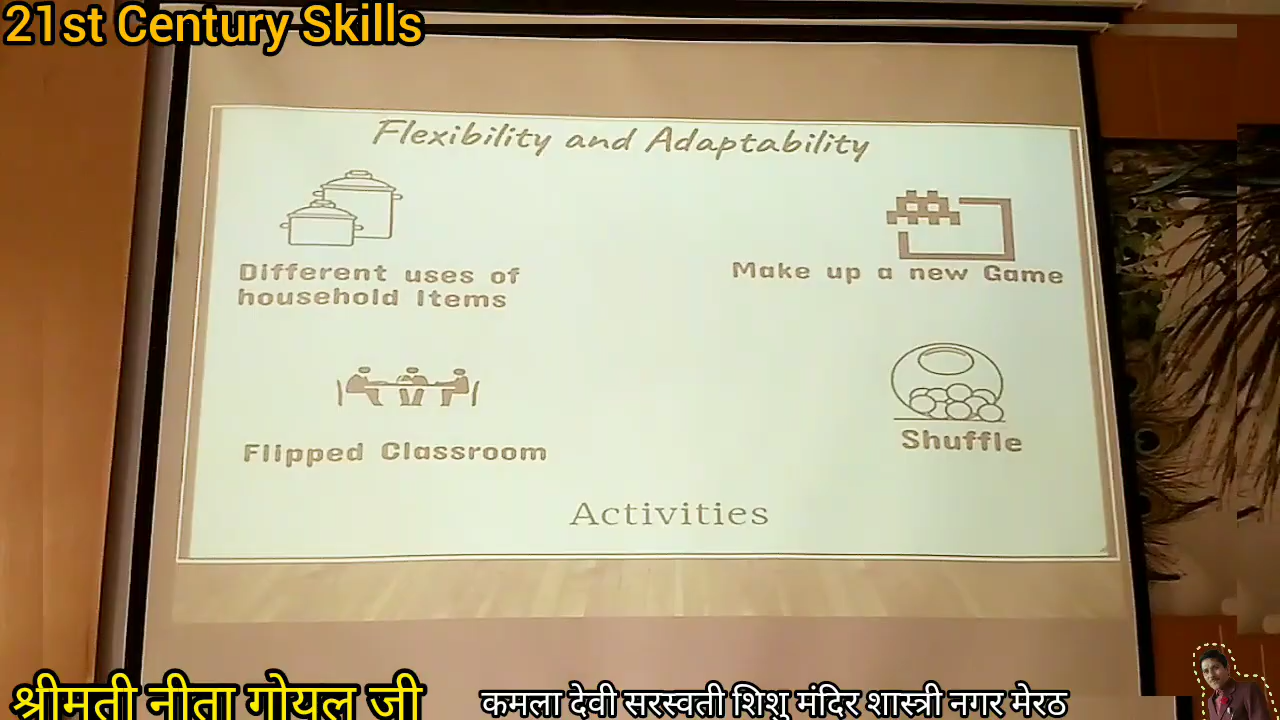 21st Century Skills
Flexibility and Adaptability
Different uses of
household Items
Make up a new Game
Flipped Classroom
Shuffle
Activities
श्रीमती नीता गोयल जी
कमला देवी सरस्वती शिशु मंदिर शास्त्री नगर मेरठ